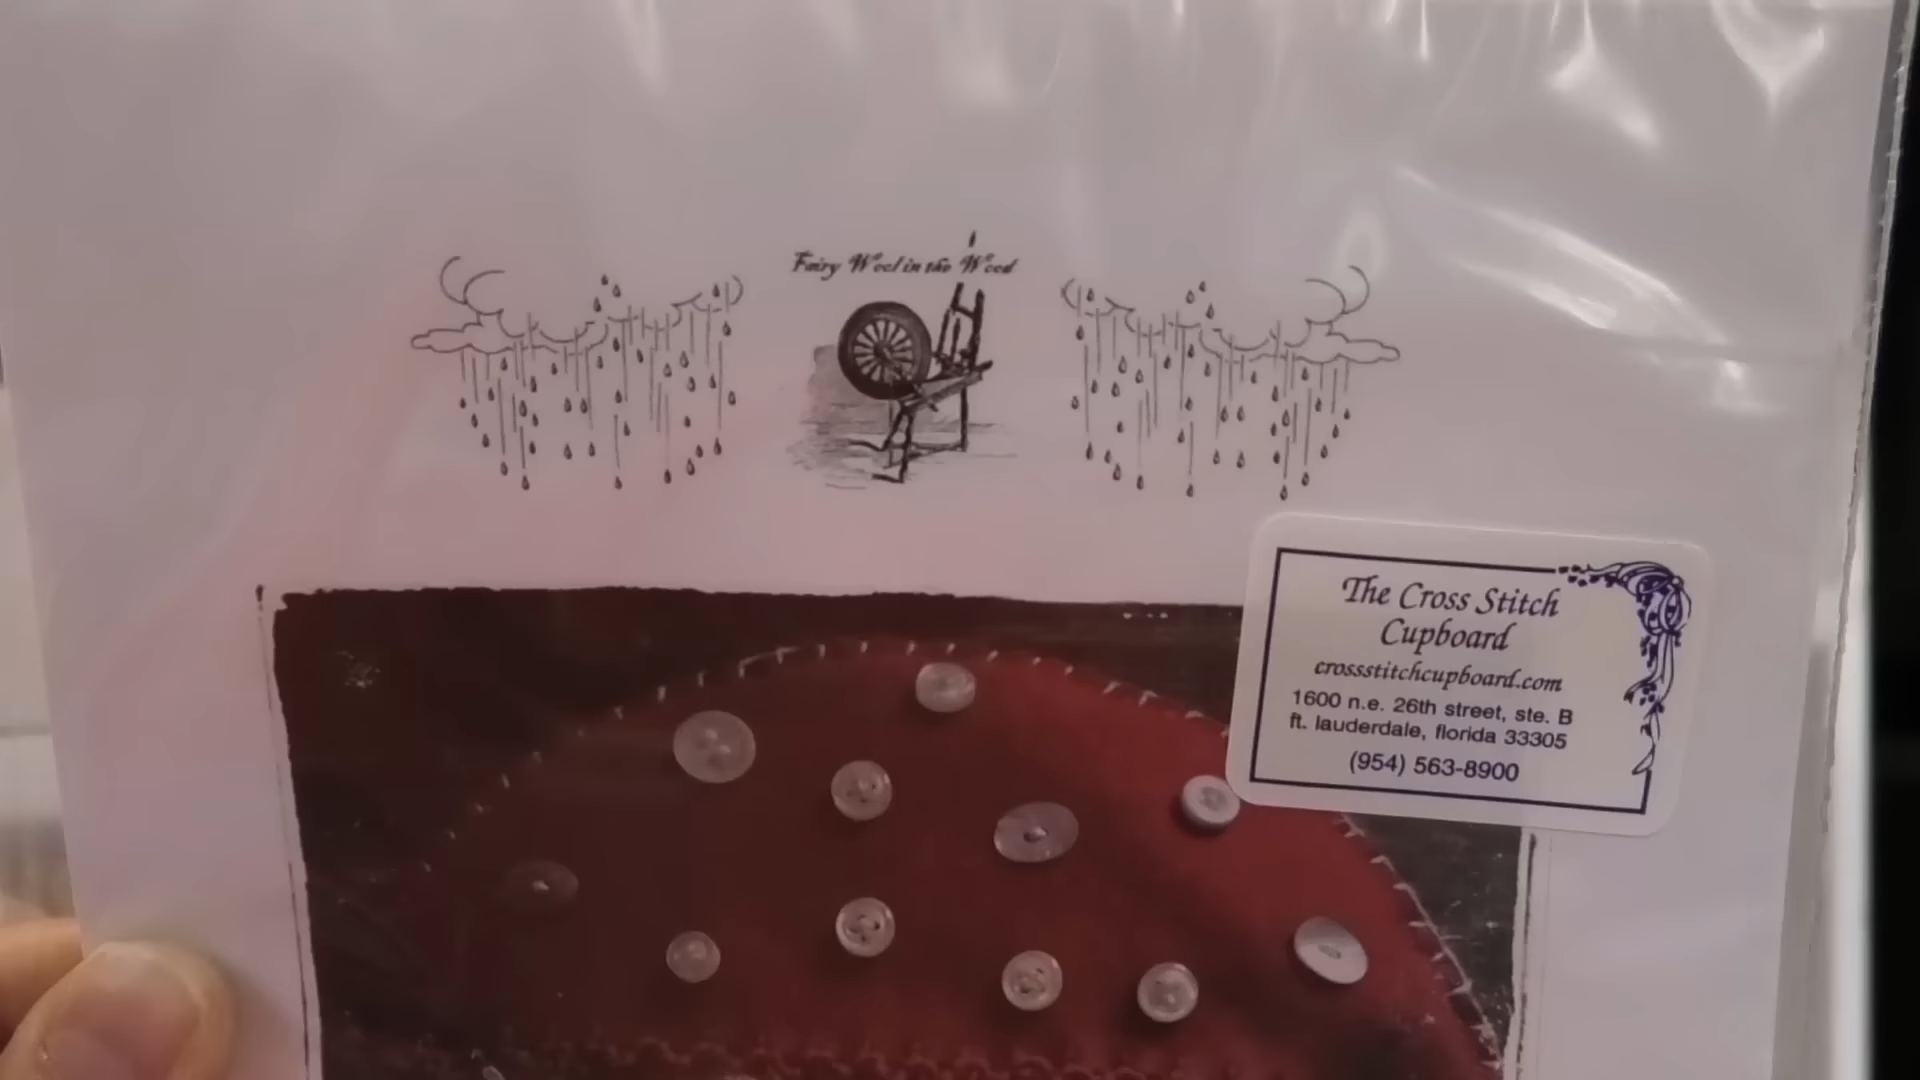 Fairy Wool in the Wood
The Cross Stitch
Cupboard
crossstitchcupboard.com
1600 n.e. 26th street, ste. B
ft. lauderdale, florida 33305
(954) 563-8900